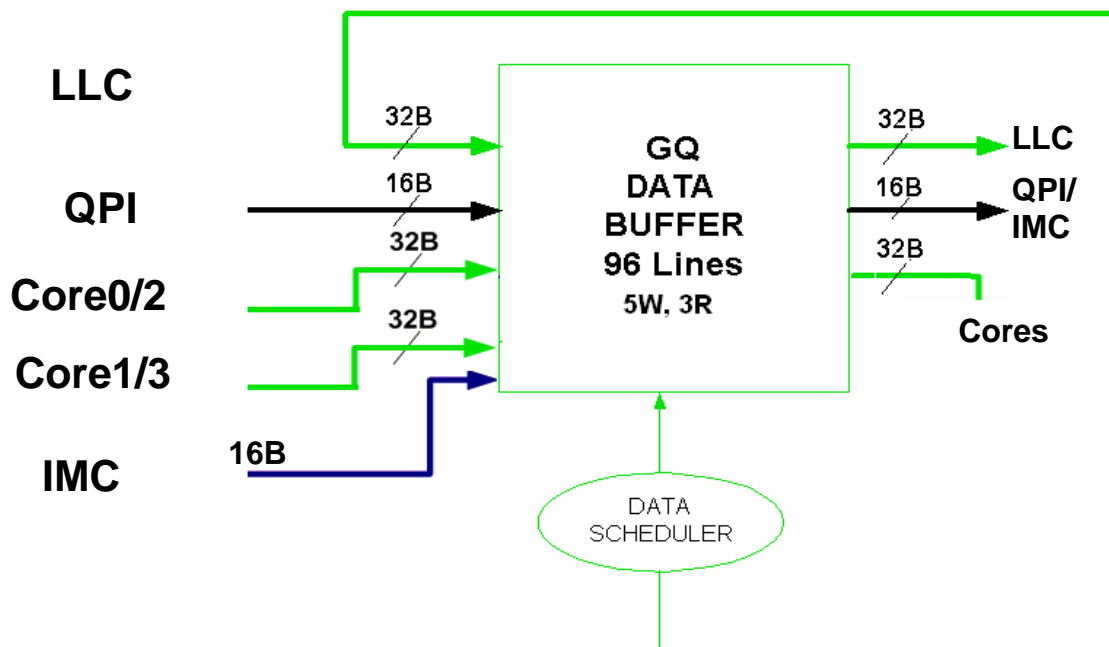 LLC
32B
QPI
16B
Core0/2
32B
Core1/3
32B
IMC
16B
GQ
DATA
BUFFER
96 Lines
5W, 3R
32B
LLC
16B
QPI/
IMC
32B
Cores
DATA
SCHEDULER